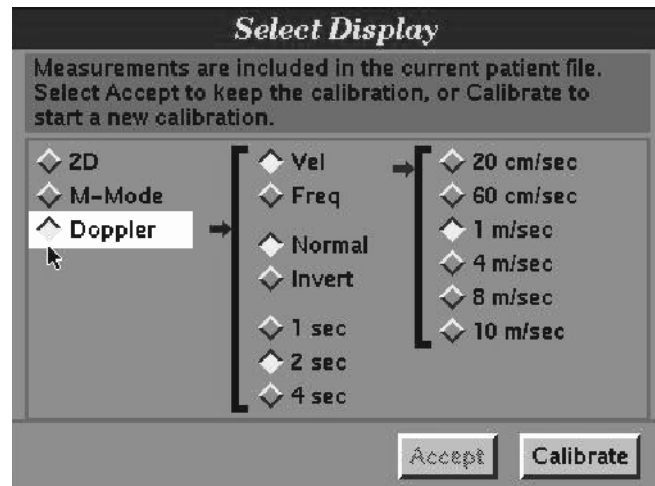 Select Display
Measurements are included in the current patient file.
Select Accept to keep the calibration, or Calibrate to
start a new calibration.
2D
M-Mode
Doppler
Vel
Freq
Normal
Invert
1 sec
2 sec
4 sec
20 cm/sec
60 cm/sec
1 m/sec
4 m/sec
8 m/sec
10 m/sec
Accept
Calibrate